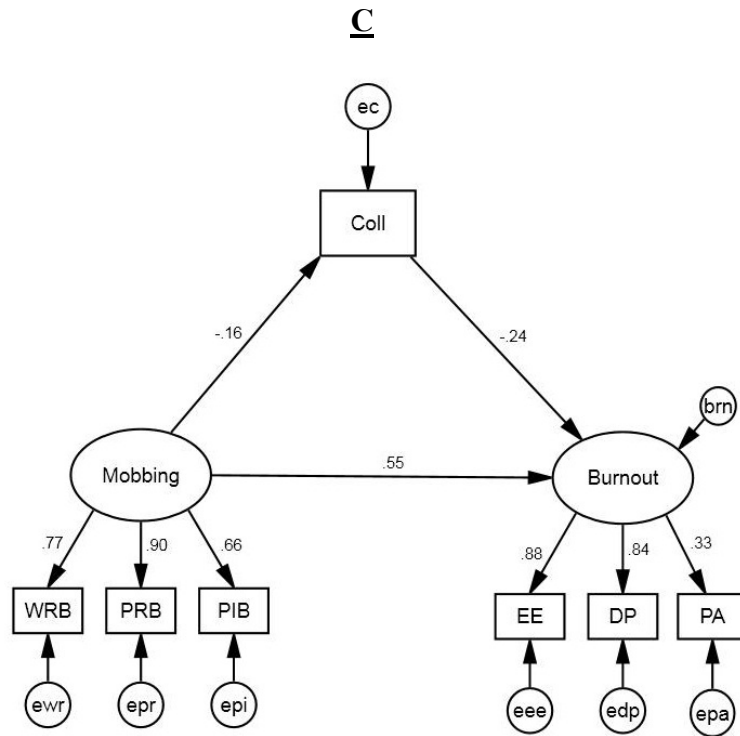 C
ec
Coll
-.16
-.24
brn
Mobbing
.55
Burnout
.77
.90
.66
.88
.84
.33
WRB
PRB
PIB
EE
DP
PA
ewr
epr
epi
eee
edp
epa